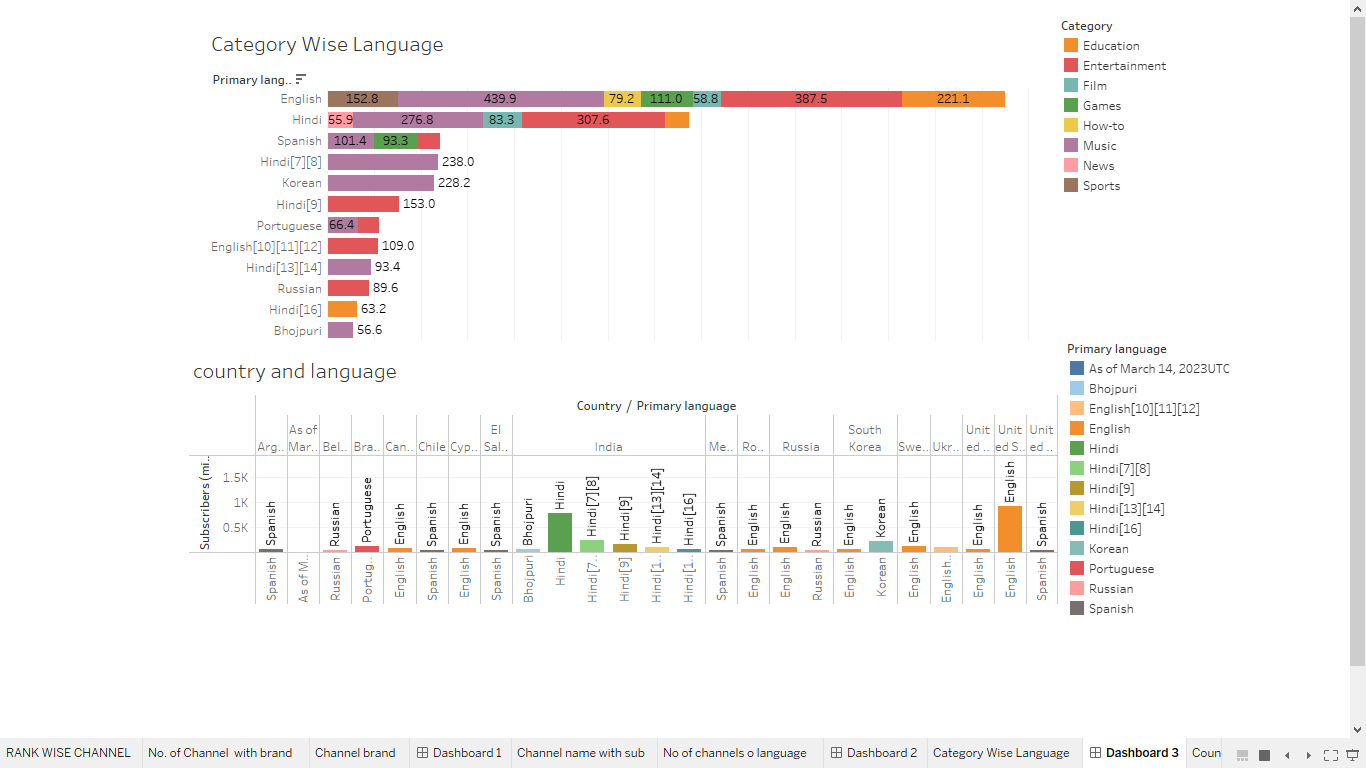 Category Wise Language
Primary lang..
English 152.8 439.9 79.2 111.0 58.8 387.5 221.1
Hindi 55.9 276.8 83.3 307.6
Spanish 101.4 93.3
Hindi[7][8] 238.0
Korean 228.2
Hindi[9] 153.0
Portuguese 66.4
English[10][11][12] 109.0
Hindi[13][14] 93.4
Russian 89.6
Hindi[16] 63.2
Bhojpuri 56.6
Category
Education
Entertainment
Film
Games
How-to
Music
News
Sports
country and language
Country / Primary language
Arg.. As of Mar.. Bel.. Bra.. Can.. Chile Cyp.. El Sal.. India Me.. Ro.. Russia South Korea Swe.. Ukr.. Unit ed .. Unit ed S.. Unit ed ..
Subscribers (mi..
1.5K
1K
0.5K
Spanish Russian Portuguese English Spanish English Spanish Bhojpuri Hindi Hindi[7][8] Hindi[9] Hindi[13][14] Hindi[16] Spanish English English Russian English Korean English English English Spanish
Spanish As of M.. Russian Portug.. English Spanish English Spanish Bhojpuri Hindi Hindi[7.. Hindi[9] Hindi[1.. Hindi[1.. Spanish English English Russian English Korean English English.. English English Spanish
Primary language
As of March 14, 2023UTC
Bhojpuri
English[10][11][12]
English
Hindi
Hindi[7][8]
Hindi[9]
Hindi[13][14]
Hindi[16]
Korean
Portuguese
Russian
Spanish
RANK WISE CHANNEL No. of Channel with brand Channel brand Dashboard 1 Channel name with sub No of channels o language Dashboard 2 Category Wise Language Dashboard 3 Coun